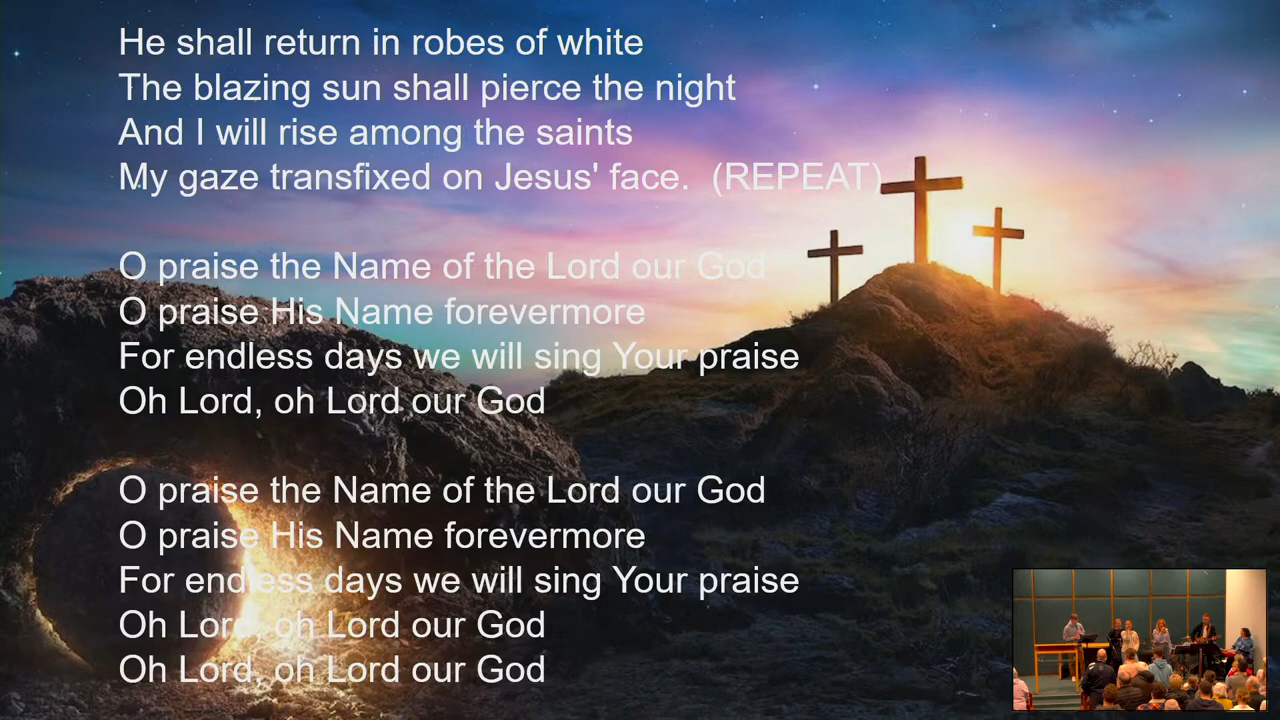 He shall return in robes of white
The blazing sun shall pierce the night
And I will rise among the saints
My gaze transfixed on Jesus' face.  (REPEAT)
O praise the Name of the Lord our God
O praise His Name forevermore
For endless days we will sing Your praise
Oh Lord, oh Lord our God
O praise the Name of the Lord our God
O praise His Name forevermore
For endless days we will sing Your praise
Oh Lord, oh Lord our God
Oh Lord, oh Lord our God